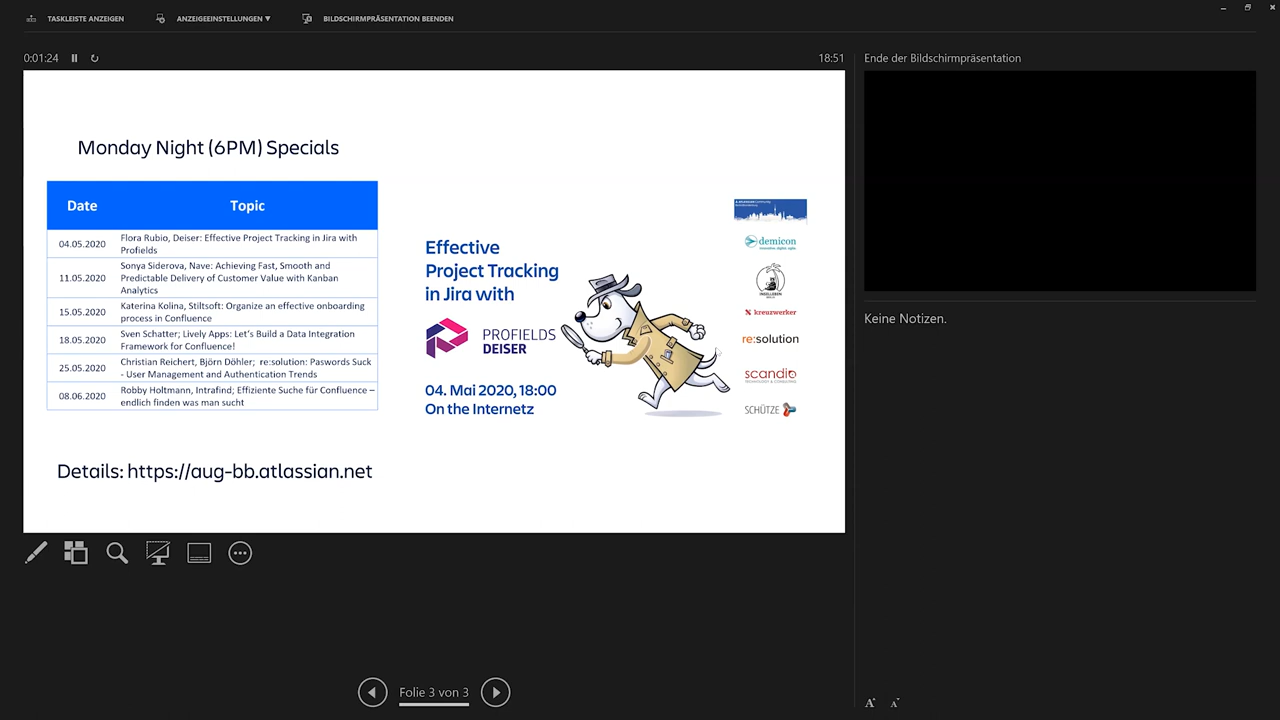 TASKLEISTE ANZEIGEN
ANZEIGEEINSTELLUNGEN ▼
BILDSCHIRMPRÄSENTATION BEENDEN
0:01:24
18:51
Ende der Bildschirmpräsentation
Monday Night (6PM) Specials
Date Topic
04.05.2020 Flora Rubio, Deiser: Effective Project Tracking in Jira with
Profields
11.05.2020 Sonya Siderova, Nave: Achieving Fast, Smooth and
Predictable Delivery of Customer Value with Kanban
Analytics
15.05.2020 Katerina Kolina, Stiltsoft: Organize an effective onboarding
process in Confluence
18.05.2020 Sven Schatter; Lively Apps: Let's Build a Data Integration
Framework for Confluence!
25.05.2020 Christian Reichert, Björn Döhler; re:solution: Paswords Suck
- User Management and Authentication Trends
08.06.2020 Robby Holtmann, Intrafind; Effiziente Suche für Confluence –
endlich finden was man sucht
Details: https://aug-bb.atlassian.net
Effective
Project Tracking
in Jira with
PROFIELDS
DEISER
04. Mai 2020, 18:00
On the Internetz
demicon
INSELLEBEN
kreuzwerker
re:solution
scandio
TECHNOLOGY & CONSULTING
SCHÜTZE
Keine Notizen.
Folie 3 von 3
A A